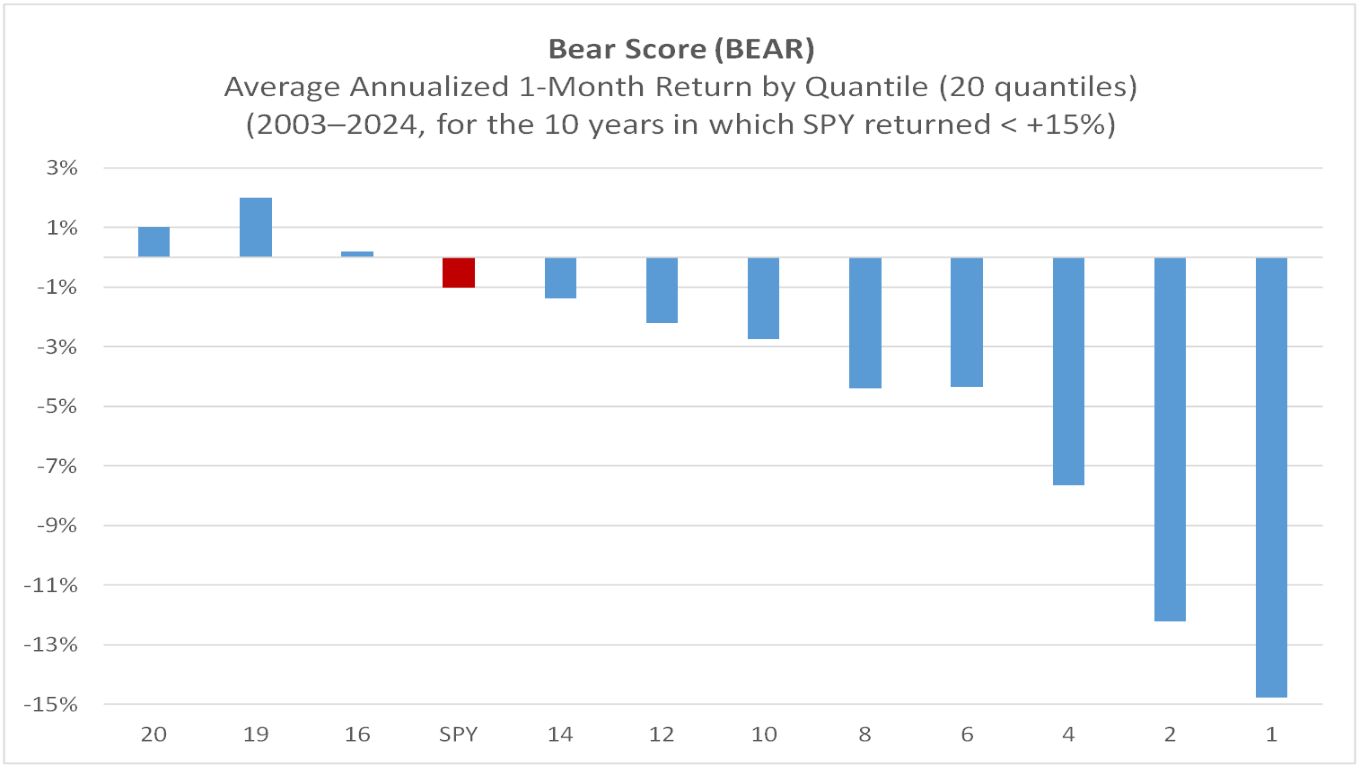 Bear Score (BEAR)
Average Annualized 1-Month Return by Quantile (20 quantiles)
(2003–2024, for the 10 years in which SPY returned < +15%)
3%
1%
-1%
-3%
-5%
-7%
-9%
-11%
-13%
-15%
20 19 16 SPY 14 12 10 8 6 4 2 1